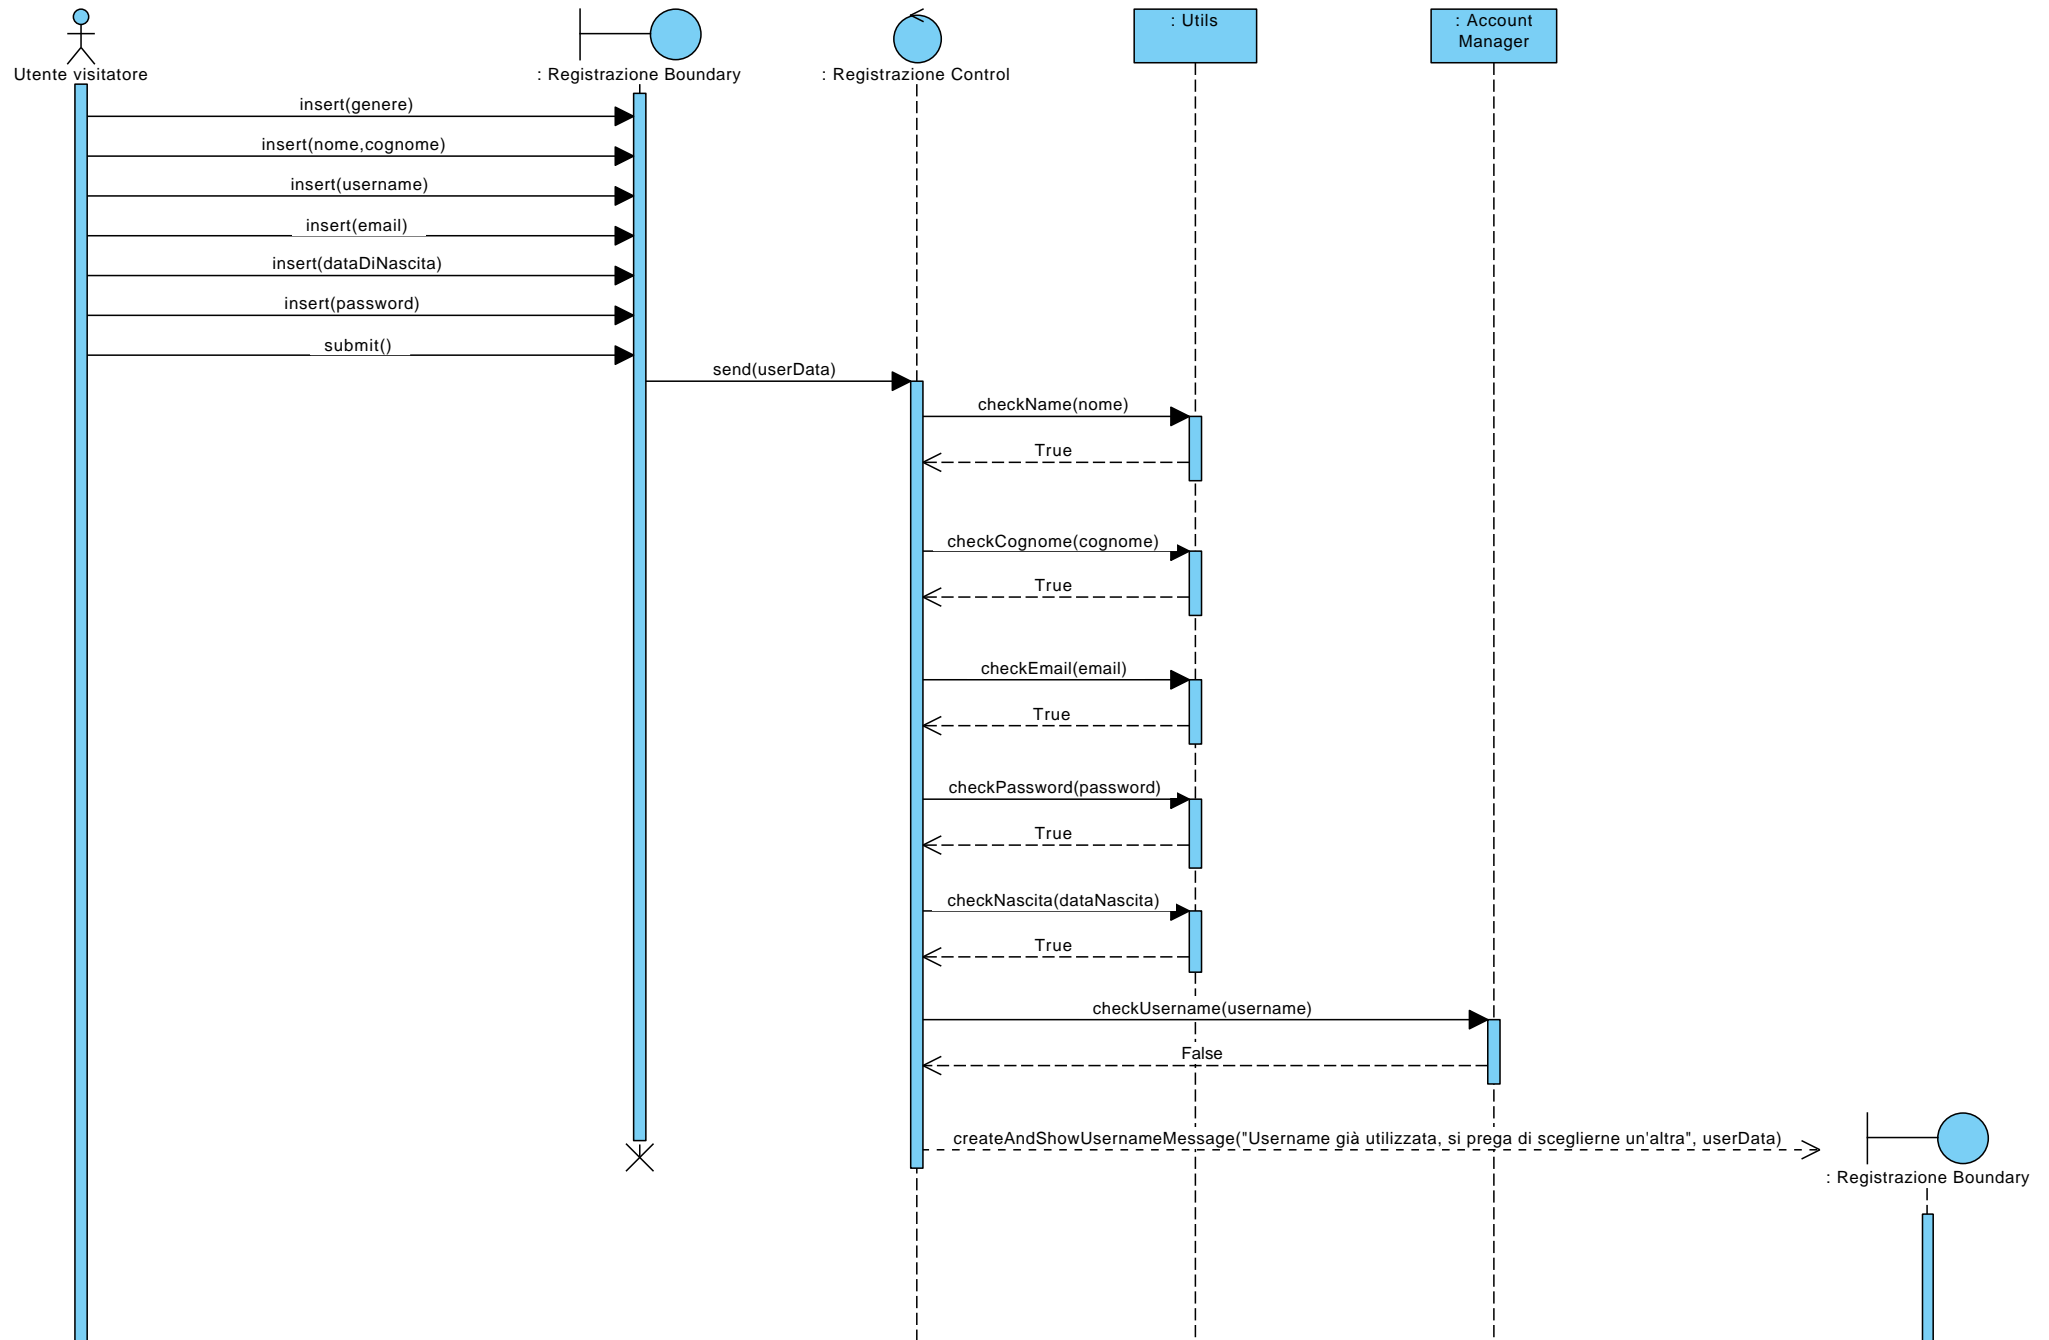 : Utils
: Account
Manager
Utente visitatore
: Registrazione Boundary
: Registrazione Control
insert(genere)
insert(nome,cognome)
insert(username)
insert(email)
insert(dataDiNascita)
insert(password)
submit()
send(userData)
checkName(nome)
True
checkCognome(cognome)
True
checkEmail(email)
True
checkPassword(password)
True
checkNascita(dataNascita)
True
checkUsername(username)
False
createAndShowUsernameMessage("Username già utilizzata, si prega di sceglierne un'altra", userData)
: Registrazione Boundary